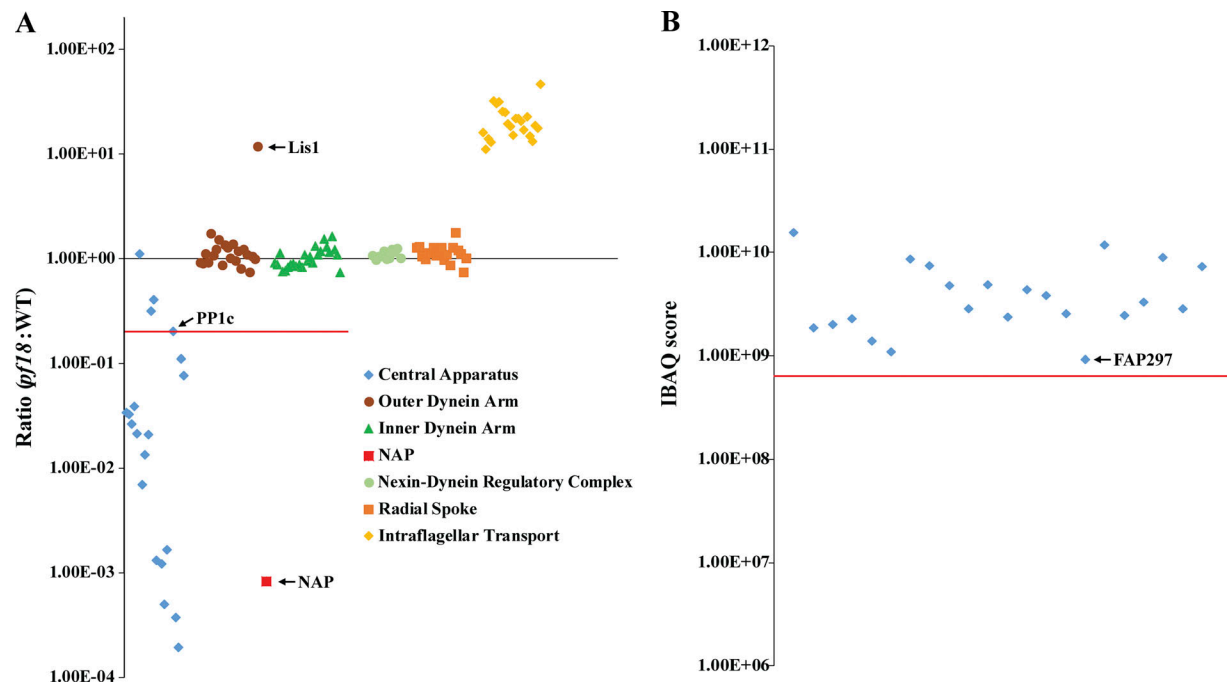 A
Ratio (pf18:WT)
1.00E+02
1.00E+01
1.00E+00
1.00E-01
1.00E-02
1.00E-03
1.00E-04
Lis1
PP1c
NAP
Central Apparatus
Outer Dynein Arm
Inner Dynein Arm
NAP
Nexin-Dynein Regulatory Complex
Radial Spoke
Intraflagellar Transport
B
IBAQ score
1.00E+12
1.00E+11
1.00E+10
1.00E+09
1.00E+08
1.00E+07
1.00E+06
FAP297